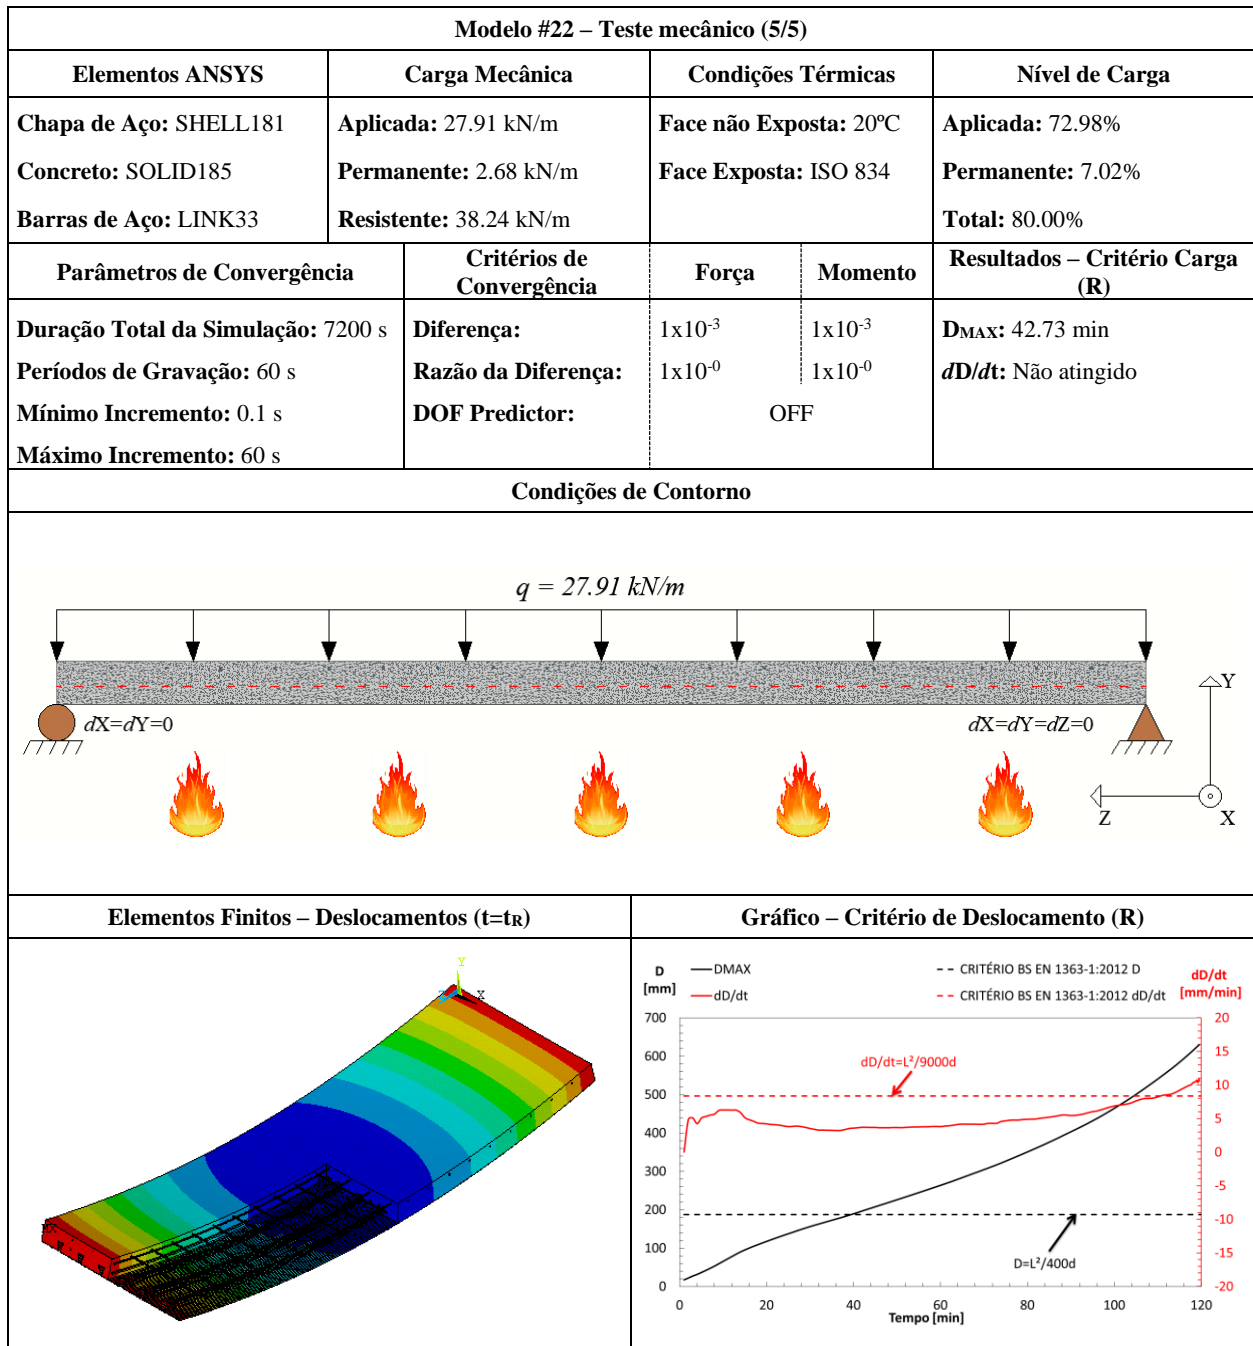 Modelo #22 – Teste mecânico (5/5)
Elementos ANSYS
Carga Mecânica
Condições Térmicas
Nível de Carga
Chapa de Aço: SHELL181
Concreto: SOLID185
Barras de Aço: LINK33
Aplicada: 27.91 kN/m
Permanente: 2.68 kN/m
Resistente: 38.24 kN/m
Face não Exposta: 20ºC
Face Exposta: ISO 834
Aplicada: 72.98%
Permanente: 7.02%
Total: 80.00%
Parâmetros de Convergência
Critérios de
Convergência
Força
Momento
Resultados – Critério Carga
(R)
Duração Total da Simulação: 7200 s
Períodos de Gravação: 60 s
Mínimo Incremento: 0.1 s
Máximo Incremento: 60 s
Diferença: 1x10-3 1x10-3
Razão da Diferença: 1x10-0 1x10-0
DOF Predictor: OFF
DMAX: 42.73 min
dD/dt: Não atingido
Condições de Contorno
q = 27.91 kN/m
dX=dY=0
dX=dY=dZ=0
Y
Z
X
Elementos Finitos – Deslocamentos (t=tR)
Gráfico – Critério de Deslocamento (R)
Y
Z
X
MX
D
[mm]
DMAX
CRITÉRIO BS EN 1363-1:2012 D
dD/dt
CRITÉRIO BS EN 1363-1:2012 dD/dt
dD/dt
[mm/min]
700
600
500
400
300
200
100
0
dD/dt=L²/9000d
D=L²/400d
20
15
10
5
0
-5
-10
-15
-20
0 20 40 60 80 100 120
Tempo [min]